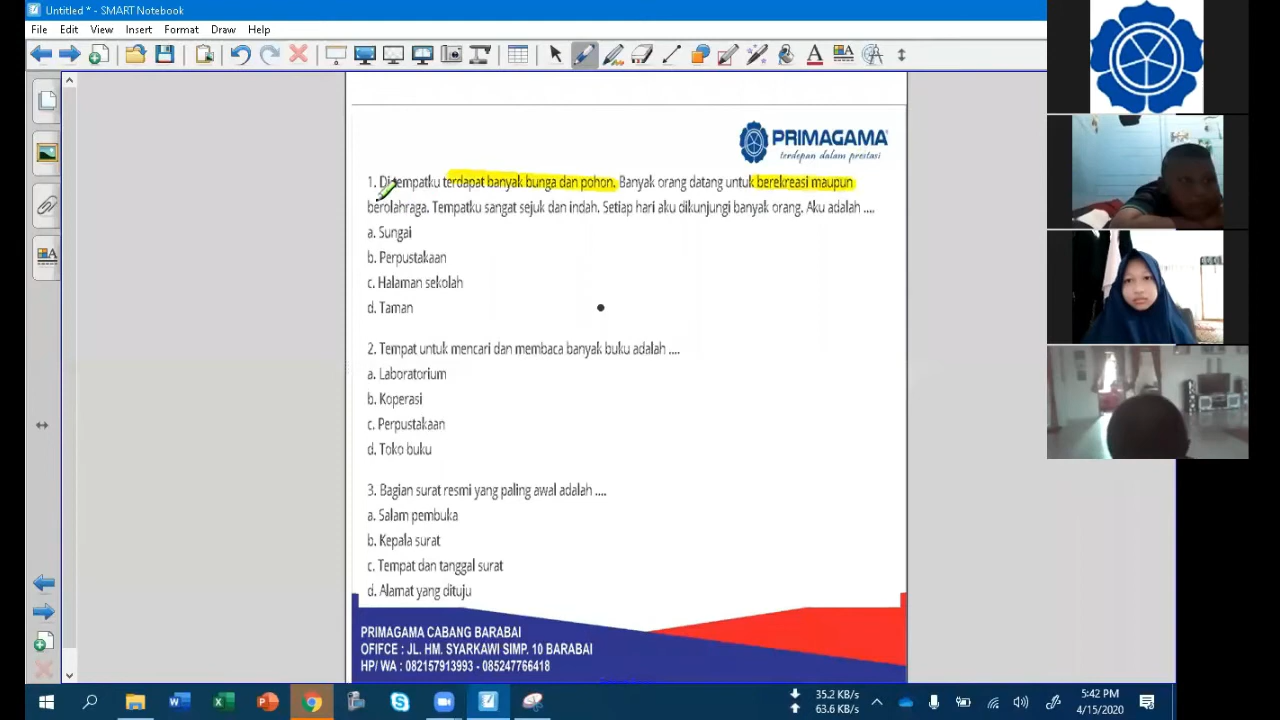 Untitled * - SMART Notebook
File Edit View Insert Format Draw Help
PRIMAGAMA
terdepan dalam prestasi
1. Di tempatku terdapat banyak bunga dan pohon. Banyak orang datang untuk berekreasi maupun
berolahraga. Tempatku sangat sejuk dan indah. Setiap hari aku dikunjungi banyak orang. Aku adalah ....
a. Sungai
b. Perpustakaan
c. Halaman sekolah
d. Taman
2. Tempat untuk mencari dan membaca banyak buku adalah ....
a. Laboratorium
b. Koperasi
c. Perpustakaan
d. Toko buku
3. Bagian surat resmi yang paling awal adalah ....
a. Salam pembuka
b. Kepala surat
c. Tempat dan tanggal surat
d. Alamat yang dituju
PRIMAGAMA CABANG BARABAI
OFIFCE : JL. HM. SYARKAWI SIMP. 10 BARABAI
HP/ WA : 082157913993 - 085247766418
35.2 KB/s
63.6 KB/s
5:42 PM
4/15/2020